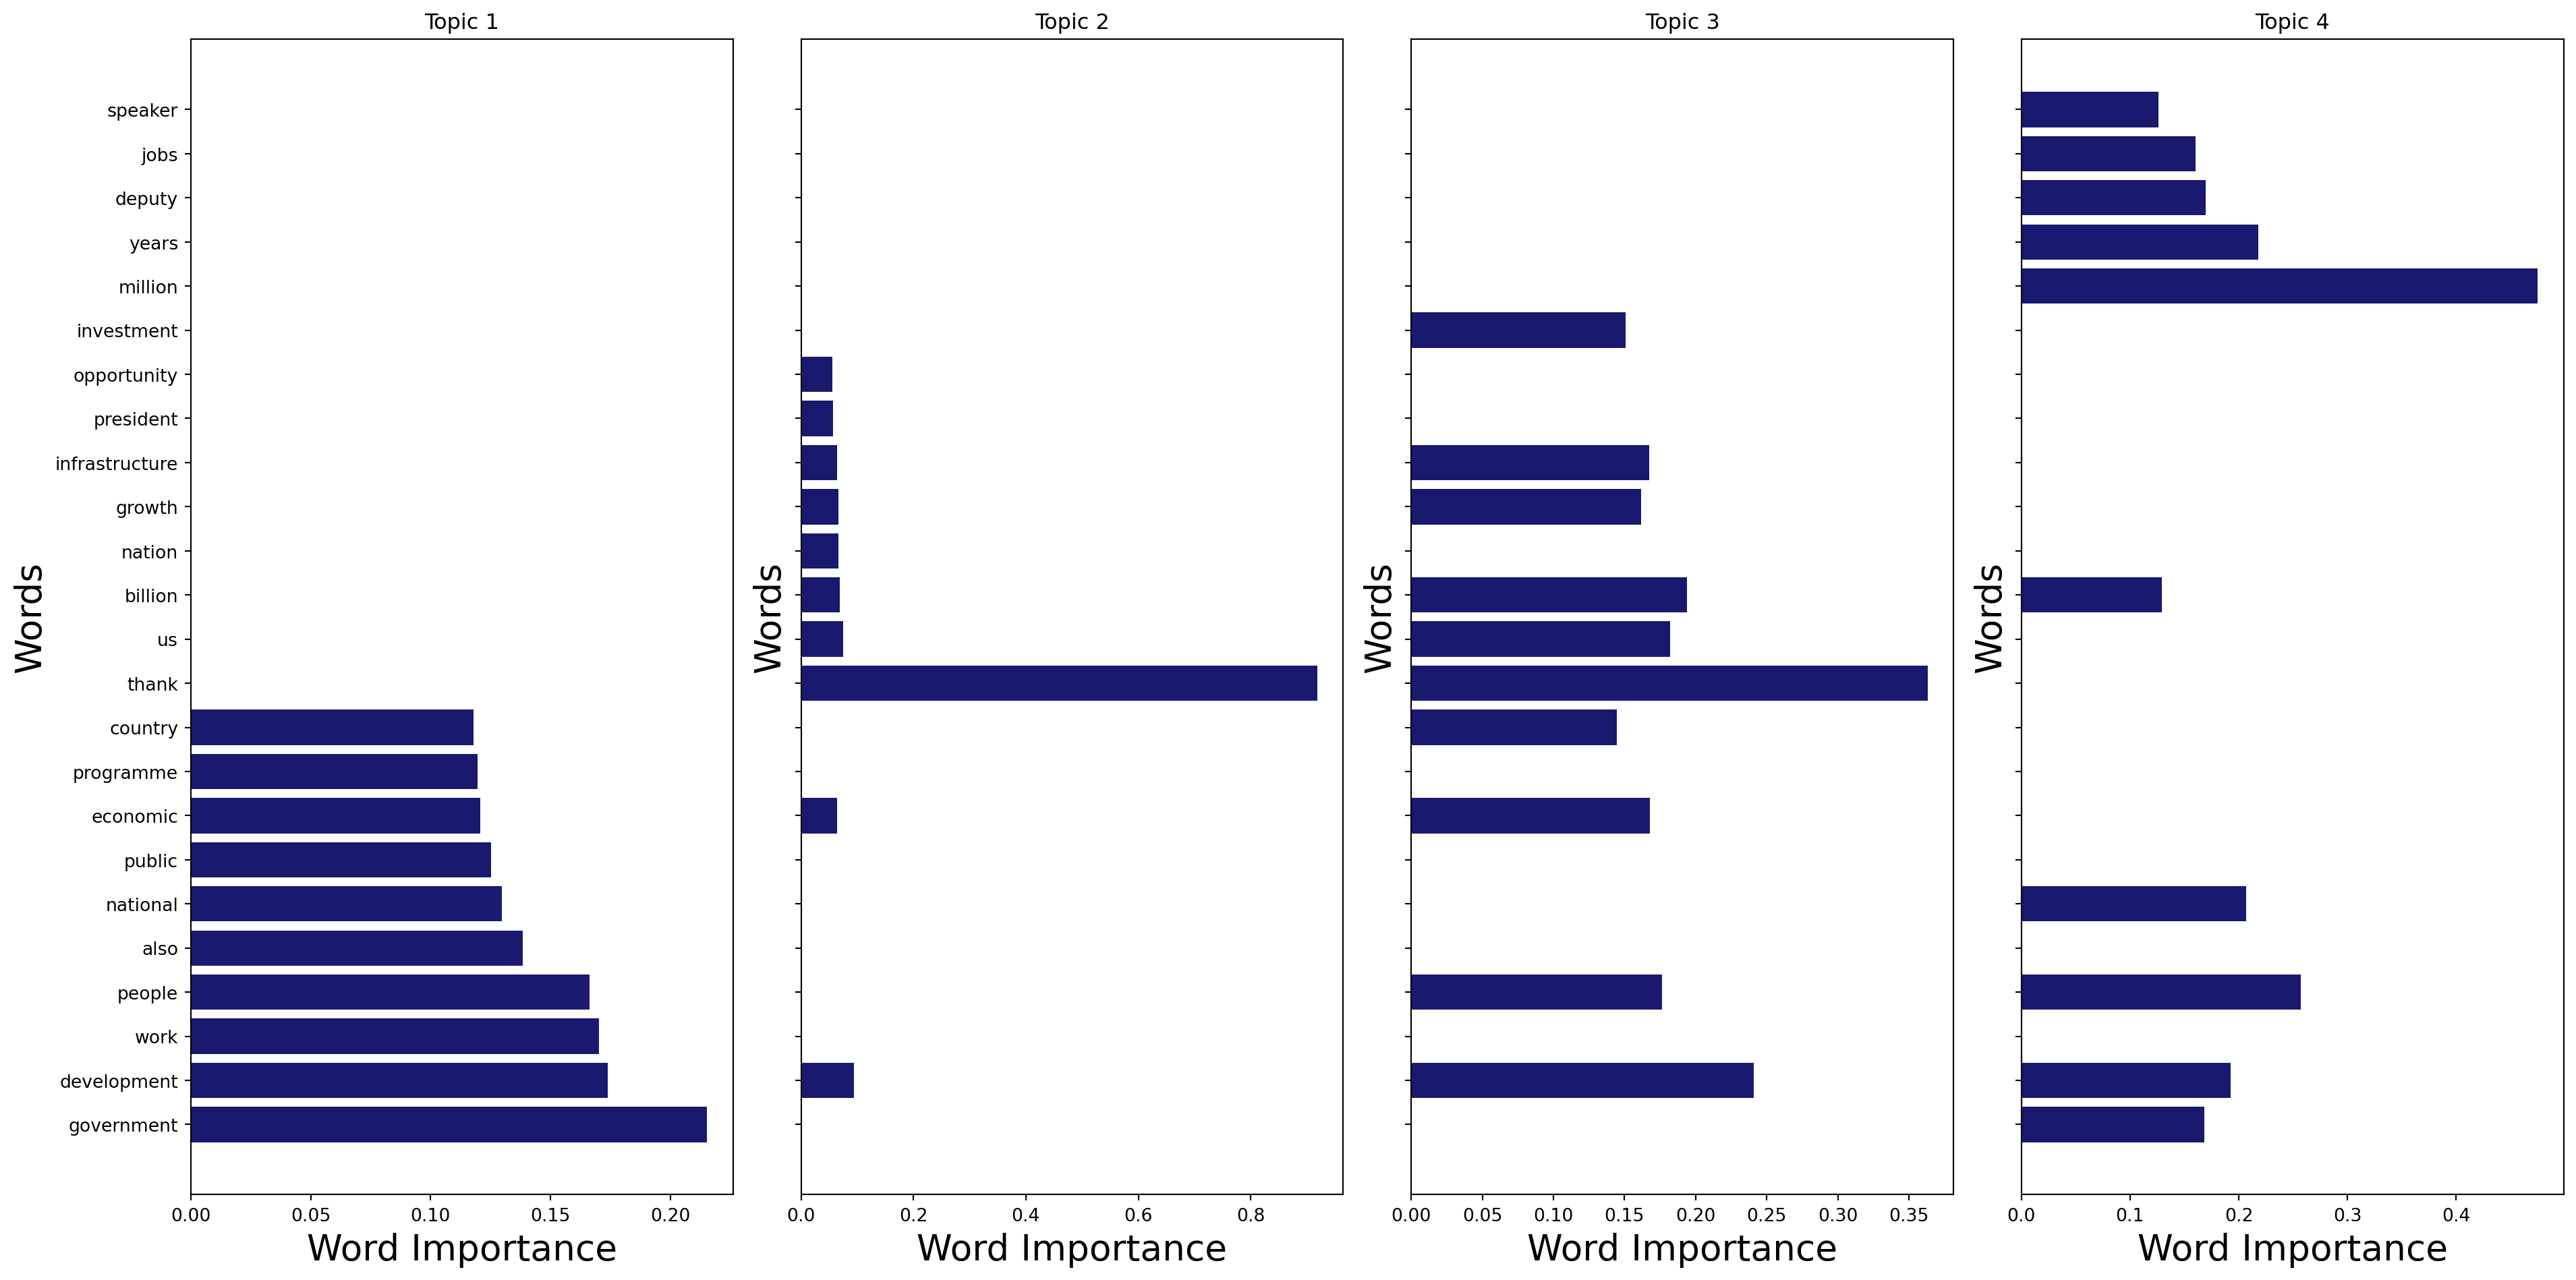 Topic 1
Topic 2
Topic 3
Topic 4
Words
speaker
jobs
deputy
years
million
investment
opportunity
president
infrastructure
growth
nation
billion
us
thank
country
programme
economic
public
national
also
people
work
development
government
Words
Words
Words
0.00 0.05 0.10 0.15 0.20
0.0 0.2 0.4 0.6 0.8
0.00 0.05 0.10 0.15 0.20 0.25 0.30 0.35
0.0 0.1 0.2 0.3 0.4
Word Importance
Word Importance
Word Importance
Word Importance